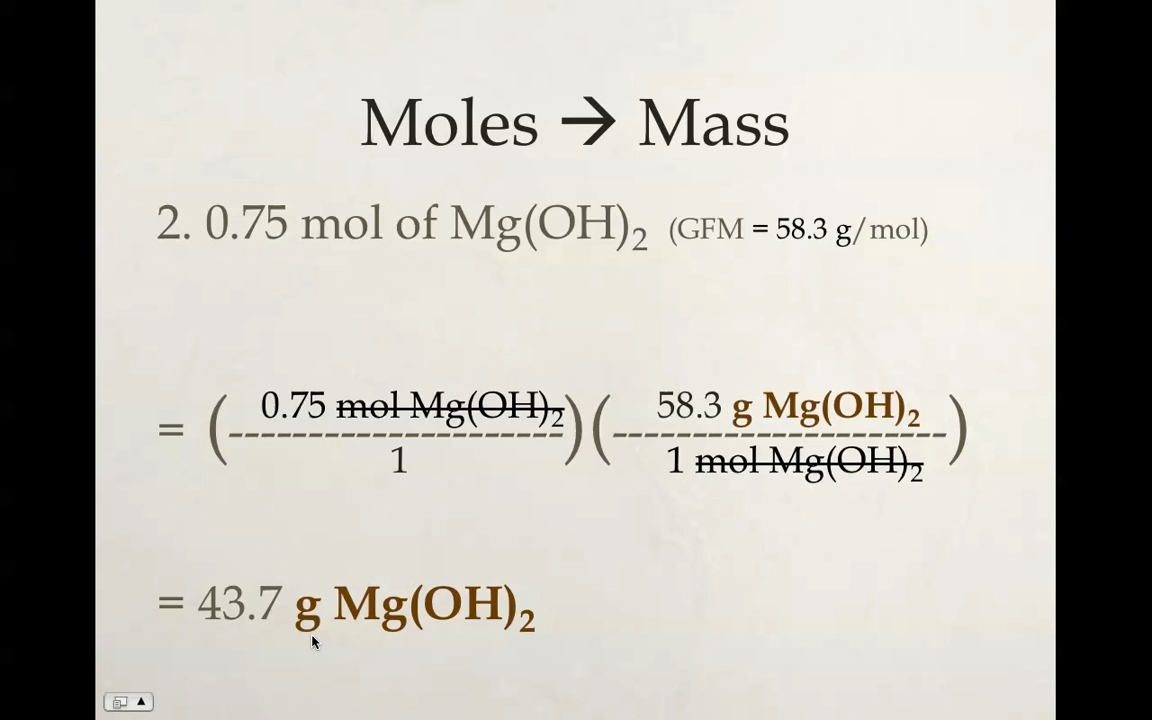 Moles → Mass
2. 0.75 mol of Mg(OH)₂ (GFM = 58.3 g/mol)
= (0.75 mol Mg(OH)₂)(58.3 g Mg(OH)₂)
---------------------- ----------------------
1 1 mol Mg(OH)₂
= 43.7 g Mg(OH)₂